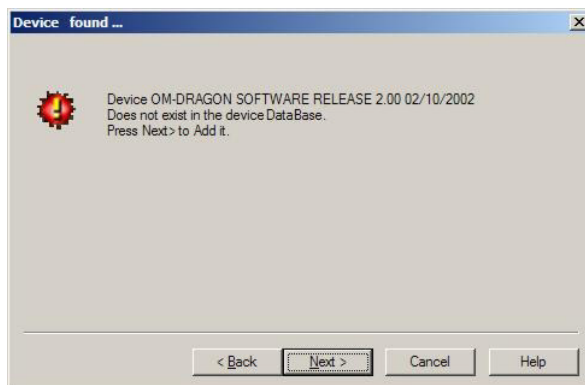 Device found ...
Device OM-DRAGON SOFTWARE RELEASE 2.00 02/10/2002
Does not exist in the device DataBase.
Press Next> to Add it.
< Back Next > Cancel Help